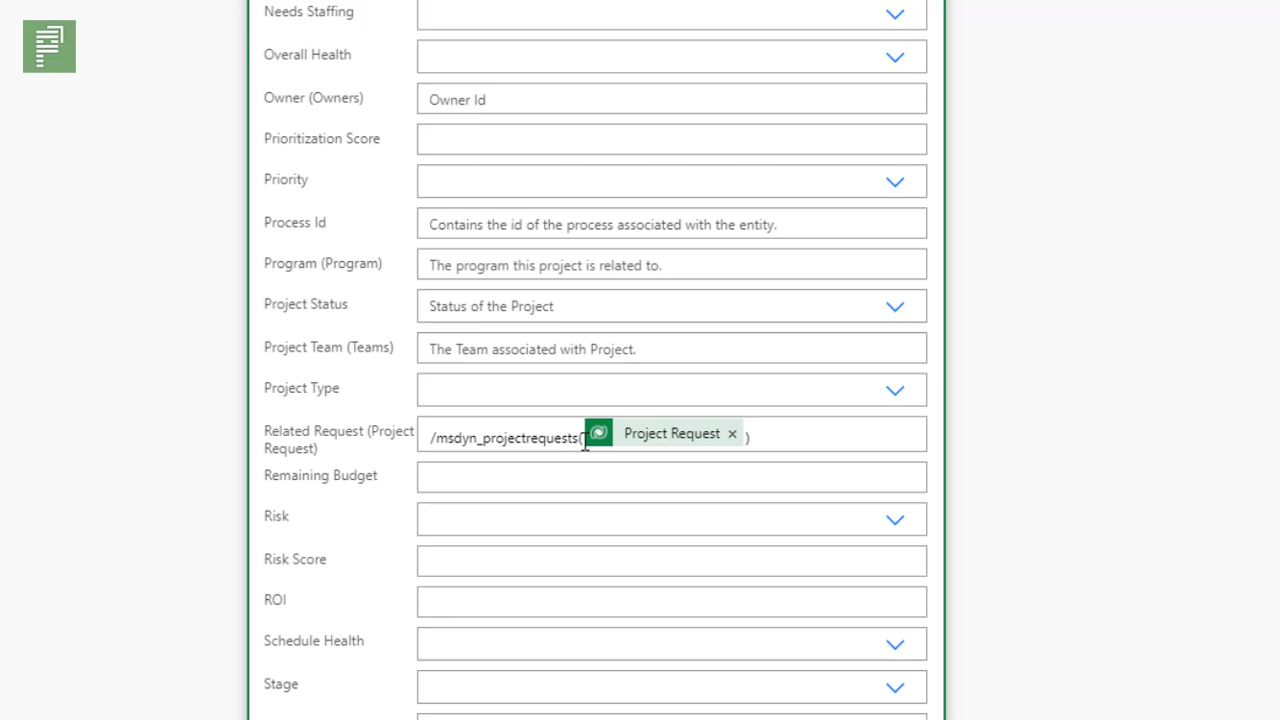 Needs Staffing
Overall Health
Owner (Owners)
Owner Id
Prioritization Score
Priority
Process Id
Contains the id of the process associated with the entity.
Program (Program)
The program this project is related to.
Project Status
Status of the Project
Project Team (Teams)
The Team associated with Project.
Project Type
Related Request (Project
Request)
/msdyn_projectrequests( Project Request × )
Remaining Budget
Risk
Risk Score
ROI
Schedule Health
Stage